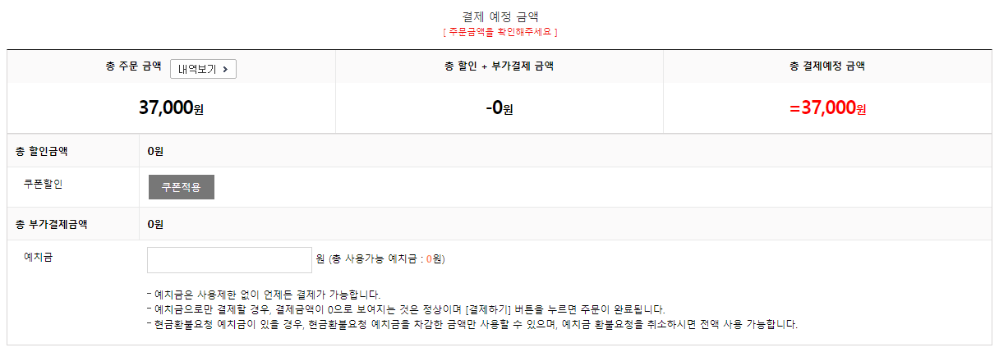 결제 예정 금액
[ 주문금액을 확인해주세요 ]
총 주문 금액 내역보기 > 총 할인 + 부가결제 금액 총 결제예정 금액
37,000원 -0원 =37,000원
총 할인금액 0원
쿠폰할인 쿠폰적용
총 부가결제금액 0원
예치금 원 (총 사용가능 예치금 : 0원)
- 예치금은 사용제한 없이 언제든 결제가 가능합니다.
- 예치금으로만 결제할 경우, 결제금액이 0으로 보여지는 것은 정상이며 [결제하기] 버튼을 누르면 주문이 완료됩니다.
- 현금환불요청 예치금이 있을 경우, 현금환불요청 예치금을 차감한 금액만 사용할 수 있으며, 예치금 환불요청을 취소하시면 전액 사용 가능합니다.